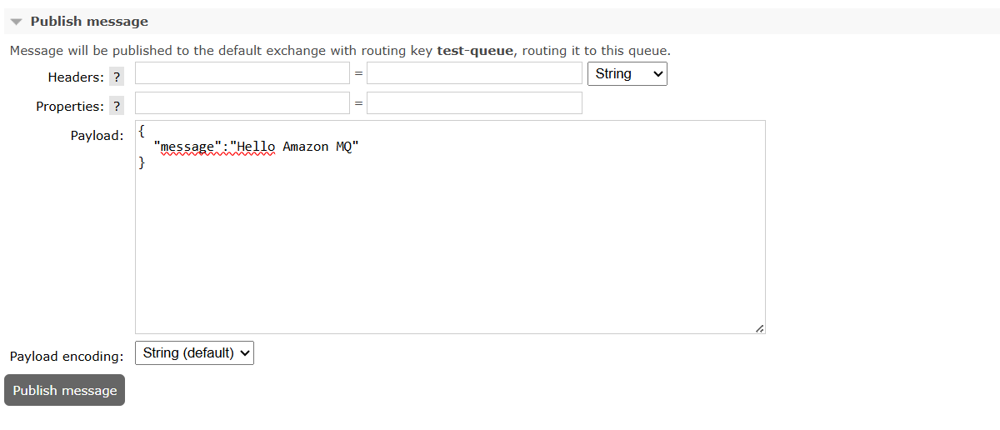 Publish message
Message will be published to the default exchange with routing key test-queue, routing it to this queue.
Headers: ? = String
Properties: ? =
Payload: {
"message":"Hello Amazon MQ"
}
Payload encoding: String (default)
Publish message